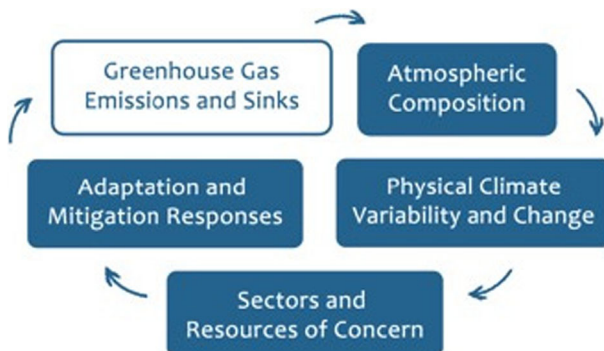 Greenhouse Gas
Emissions and Sinks
Atmospheric
Composition
Adaptation and
Mitigation Responses
Physical Climate
Variability and Change
Sectors and
Resources of Concern